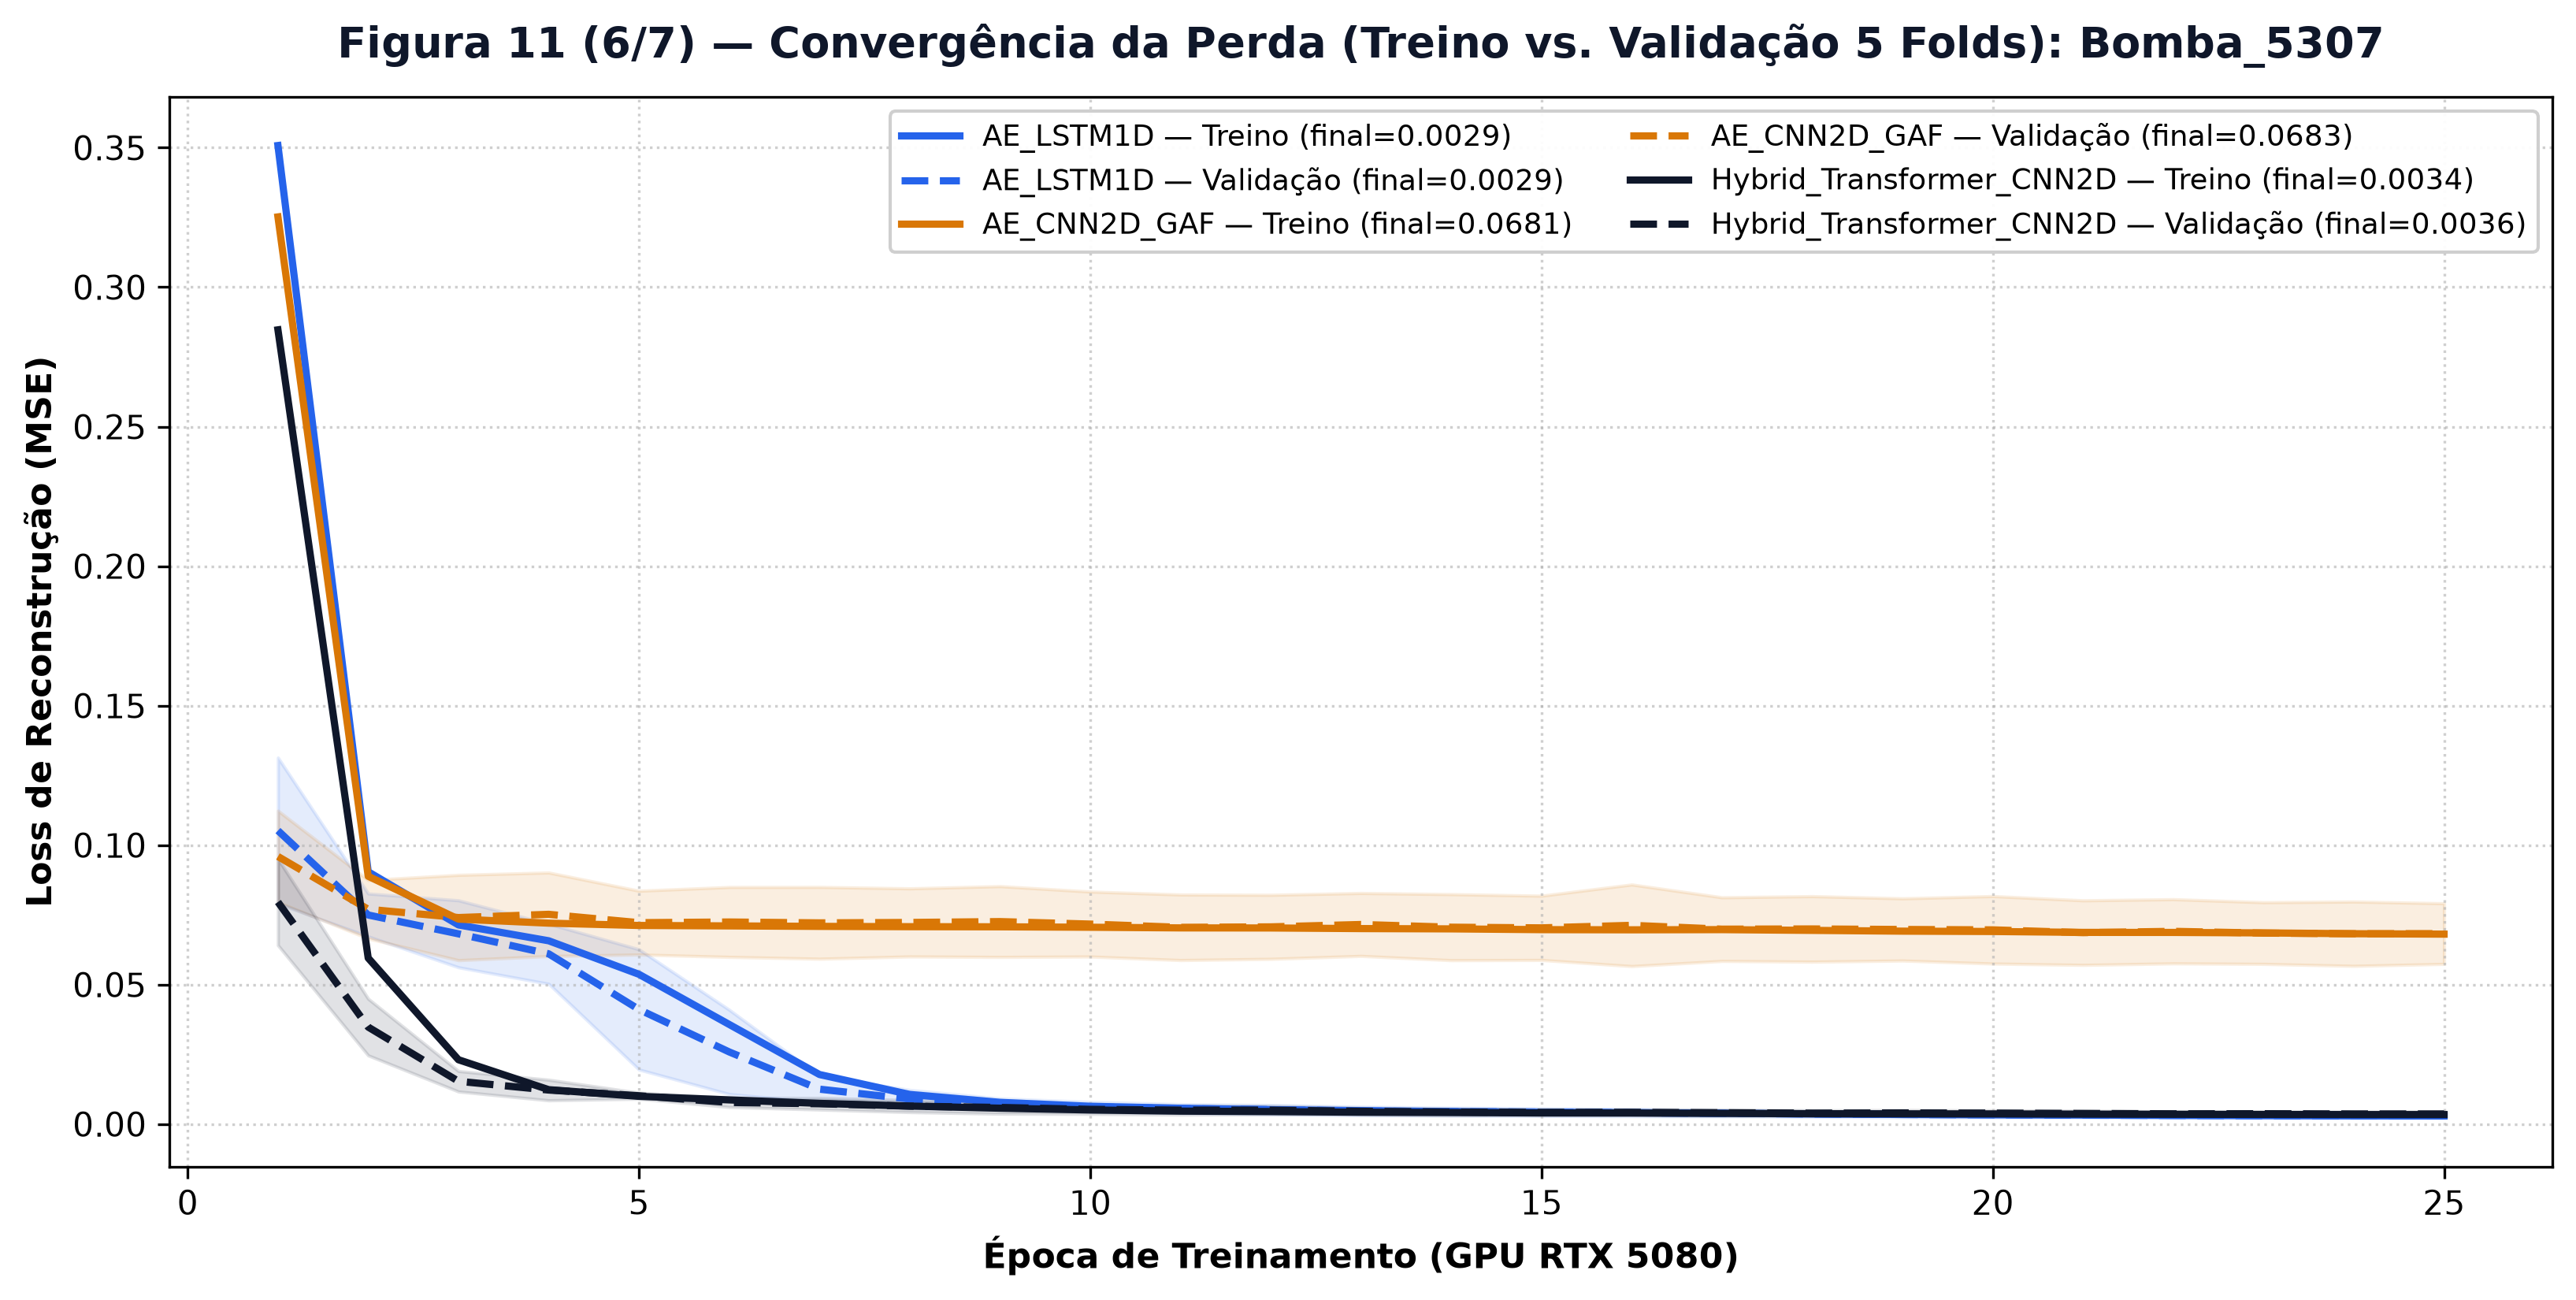 Figura 11 (6/7) — Convergência da Perda (Treino vs. Validação 5 Folds): Bomba_5307
AE_LSTM1D — Treino (final=0.0029)
AE_LSTM1D — Validação (final=0.0029)
AE_CNN2D_GAF — Treino (final=0.0681)
AE_CNN2D_GAF — Validação (final=0.0683)
Hybrid_Transformer_CNN2D — Treino (final=0.0034)
Hybrid_Transformer_CNN2D — Validação (final=0.0036)
Loss de Reconstrução (MSE)
0.35
0.30
0.25
0.20
0.15
0.10
0.05
0.00
0
5
10
15
20
25
Época de Treinamento (GPU RTX 5080)